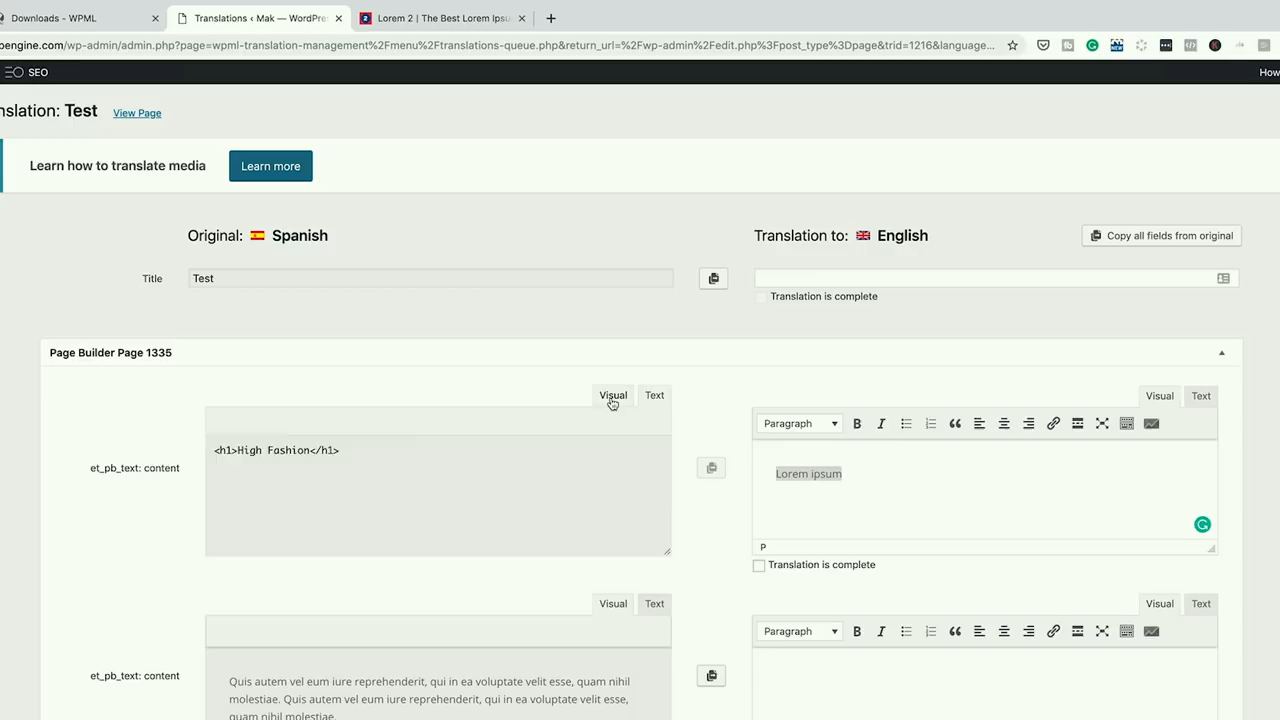 Downloads - WPML
Translations ‹ Mak — WordPre
Lorem 2 | The Best Lorem Ipsu
pengine.com/wp-admin/admin.php?page=wpml-translation-management%2Fmenu%2Ftranslations-queue.php&return_url=%2Fwp-admin%2Fedit.php%3Fpost_type%3Dpage&trid=1216&language...
SEO
How
nslation: Test View Page
Learn how to translate media Learn more
Original: Spanish
Translation to: English
Copy all fields from original
Title
Test
Translation is complete
Page Builder Page 1335
Visual Text
Visual Text
Paragraph
<h1>High Fashion</h1>
et_pb_text: content
Lorem ipsum
P
Translation is complete
Visual Text
Visual Text
Paragraph
et_pb_text: content
Quis autem vel eum iure reprehenderit, qui in ea voluptate velit esse, quam nihil
molestiae. Quis autem vel eum iure reprehenderit, qui in ea voluptate velit esse,
quam nihil molestiae.